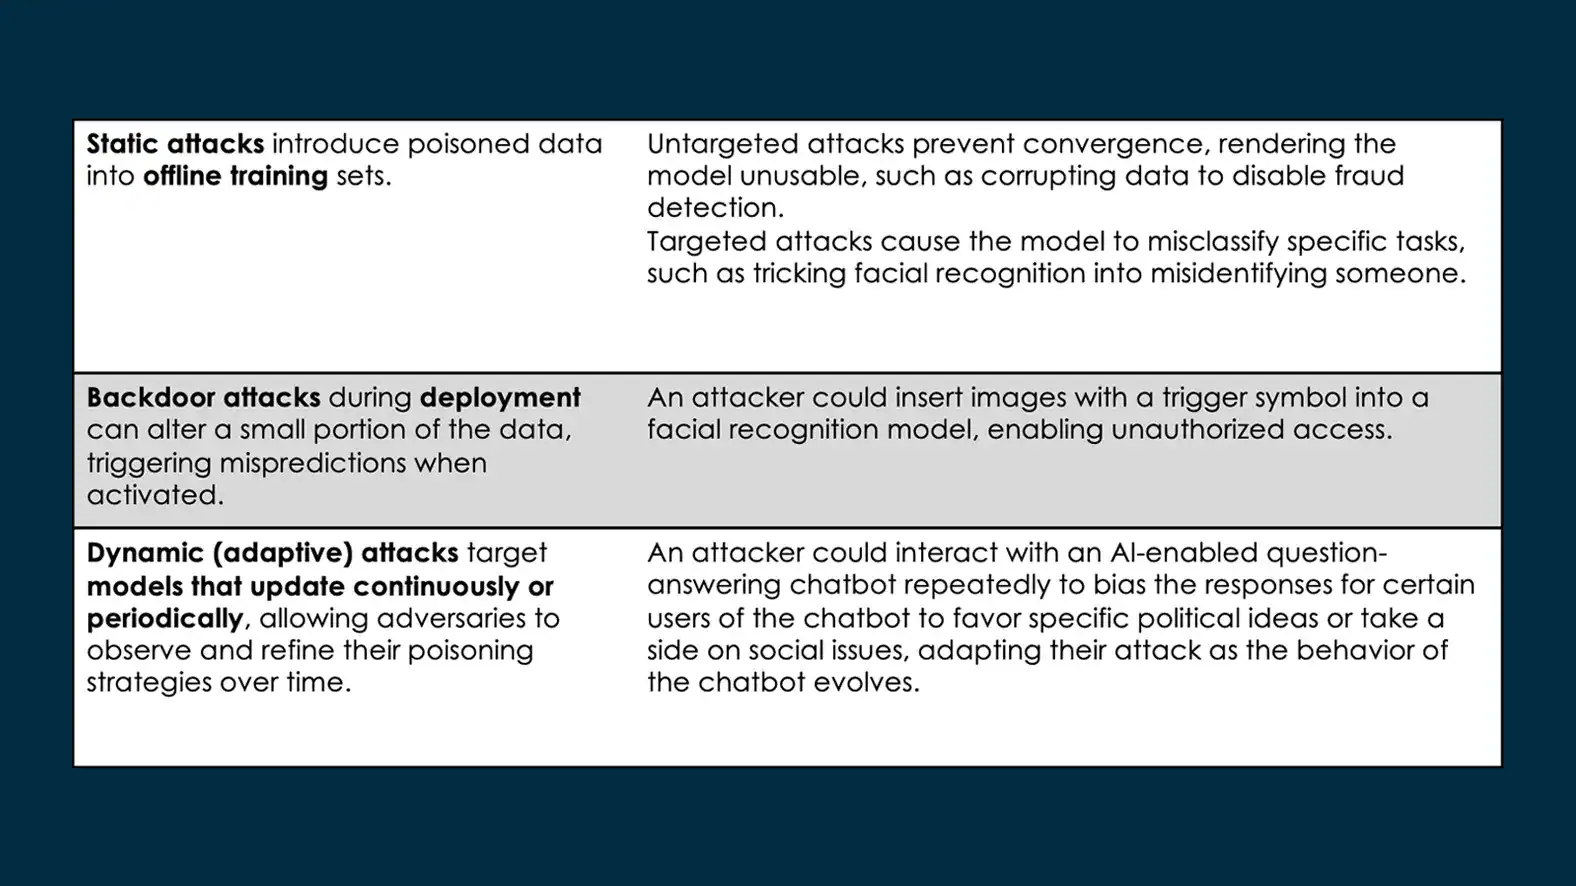 Static attacks introduce poisoned data
into offline training sets.
Untargeted attacks prevent convergence, rendering the
model unusable, such as corrupting data to disable fraud
detection.
Targeted attacks cause the model to misclassify specific tasks,
such as tricking facial recognition into misidentifying someone.
Backdoor attacks during deployment
can alter a small portion of the data,
triggering mispredictions when
activated.
An attacker could insert images with a trigger symbol into a
facial recognition model, enabling unauthorized access.
Dynamic (adaptive) attacks target
models that update continuously or
periodically, allowing adversaries to
observe and refine their poisoning
strategies over time.
An attacker could interact with an AI-enabled question-
answering chatbot repeatedly to bias the responses for certain
users of the chatbot to favor specific political ideas or take a
side on social issues, adapting their attack as the behavior of
the chatbot evolves.